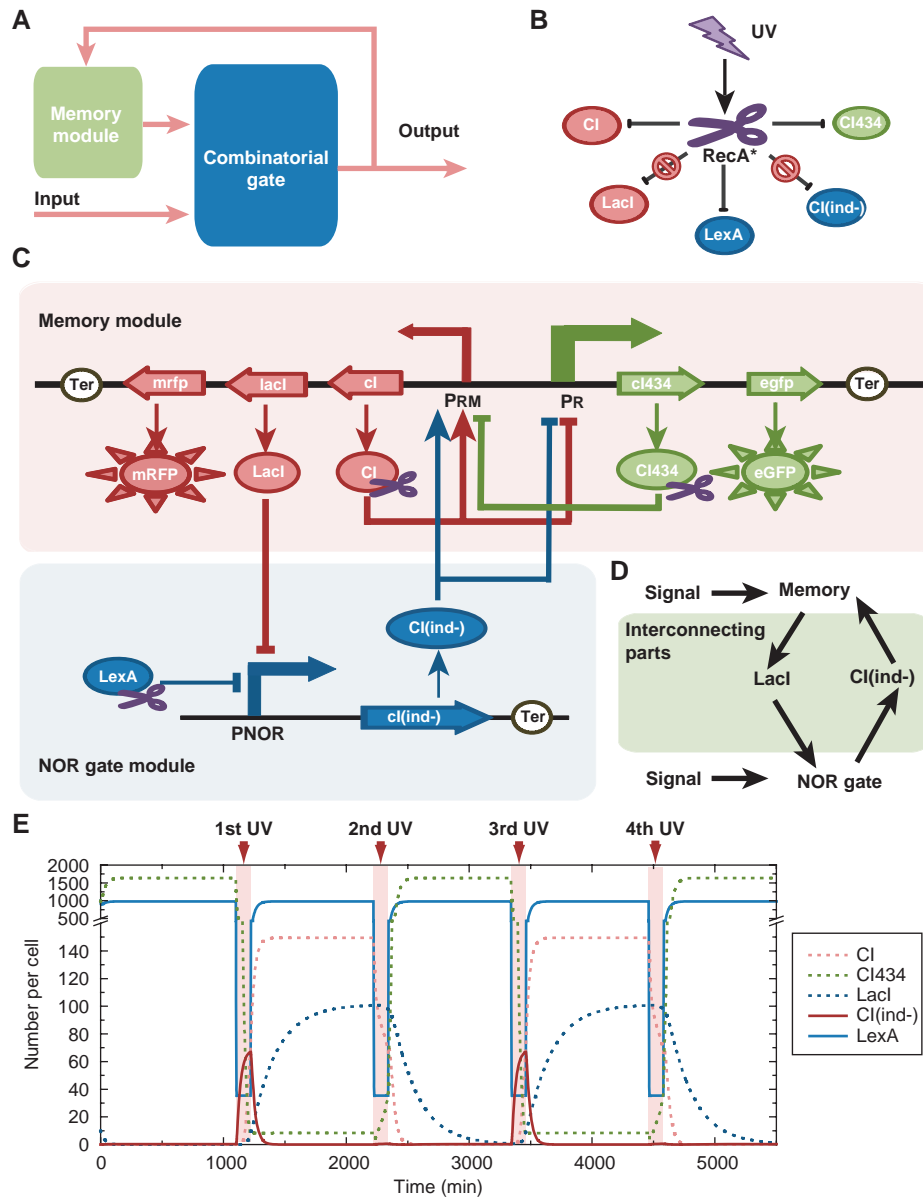 A
Memory
module
Combinatorial
gate
Input
Output
B
UV
CI
CI434
RecA*
LacI
CI(ind-)
LexA
C
Memory module
Ter
mrfp
lacI
cI
PRM
PR
cI434
egfp
Ter
mRFP
LacI
CI
CI434
eGFP
CI(ind-)
LexA
PNOR
cI(ind-)
Ter
NOR gate module
D
Signal
Memory
Interconnecting
parts
LacI
CI(ind-)
Signal
NOR gate
E
1st UV
2nd UV
3rd UV
4th UV
2000
1500
1000
500
140
120
100
80
60
40
20
0
Number per cell
0
1000
2000
3000
4000
5000
Time (min)
CI
CI434
LacI
CI(ind-)
LexA